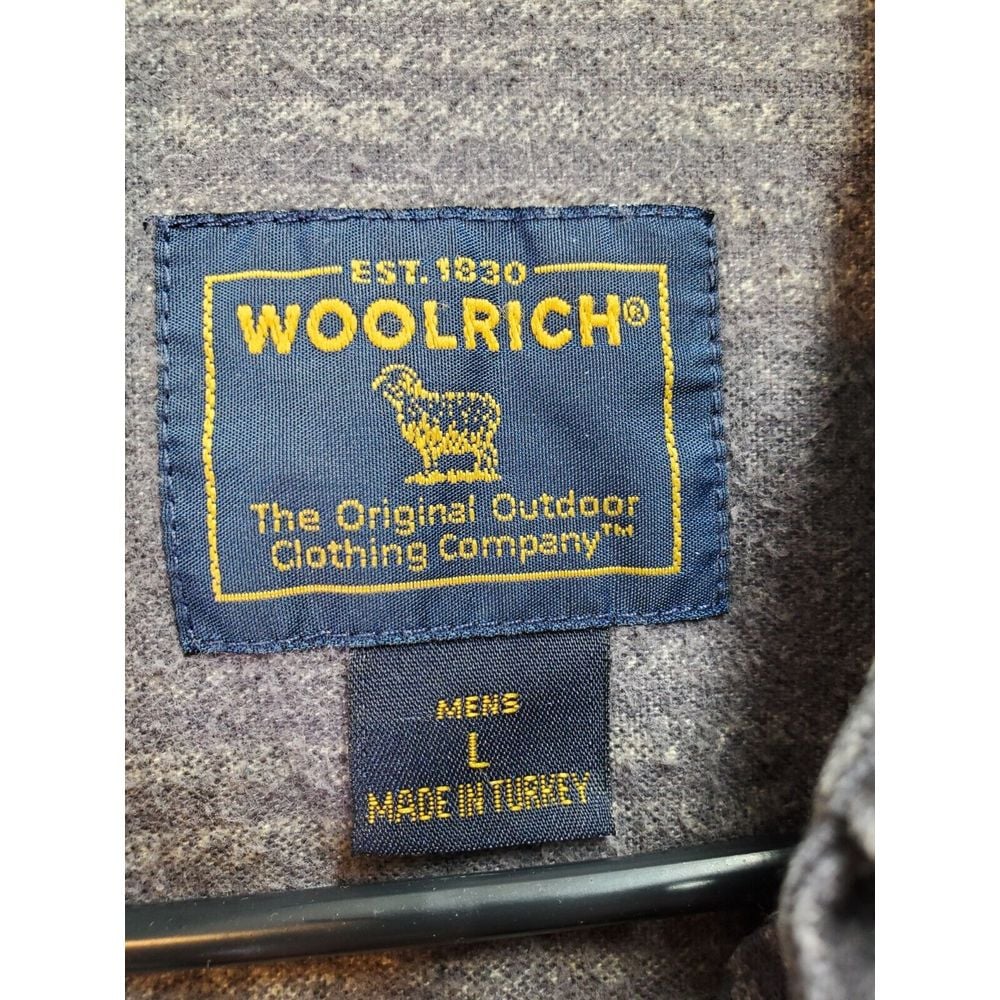 EST. 1830
WOOLRICH®
The Original Outdoor
Clothing Company™
MENS
L
MADE IN TURKEY